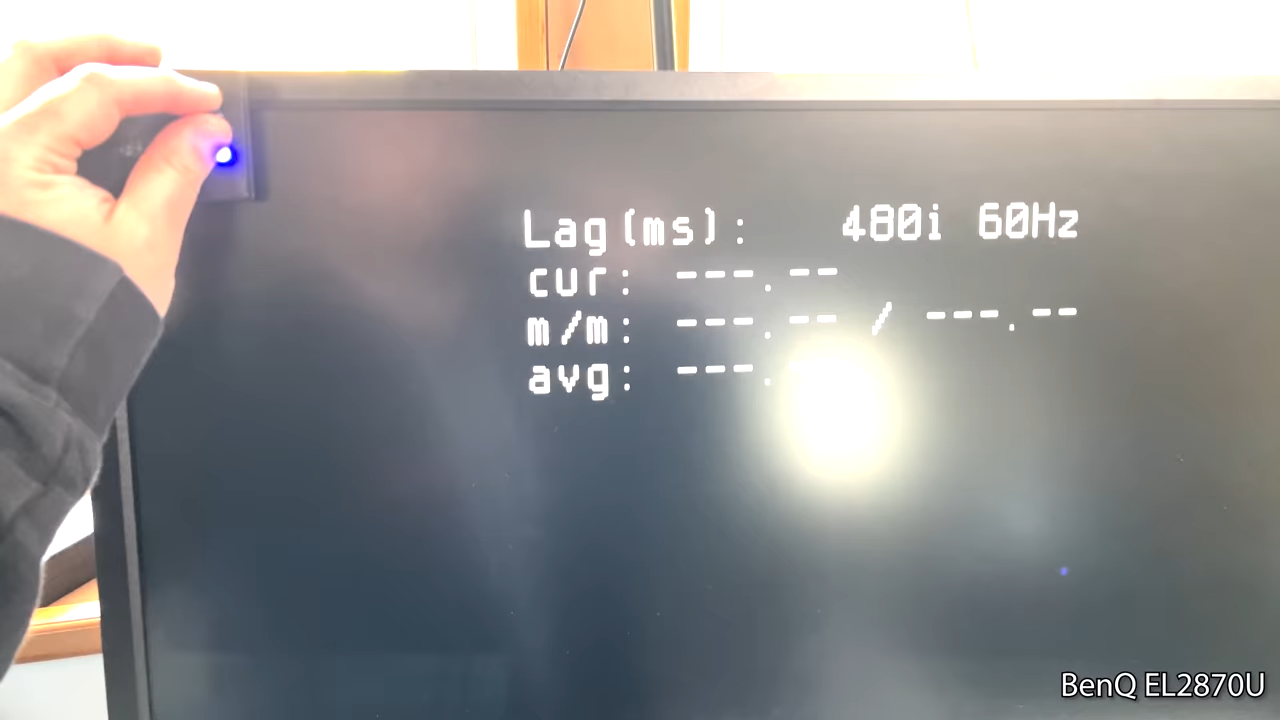 Lag(ms): 480i 60Hz
cur: ---.--
m/m: ---.-- / ---.--
avg: ---.
BenQ EL2870U